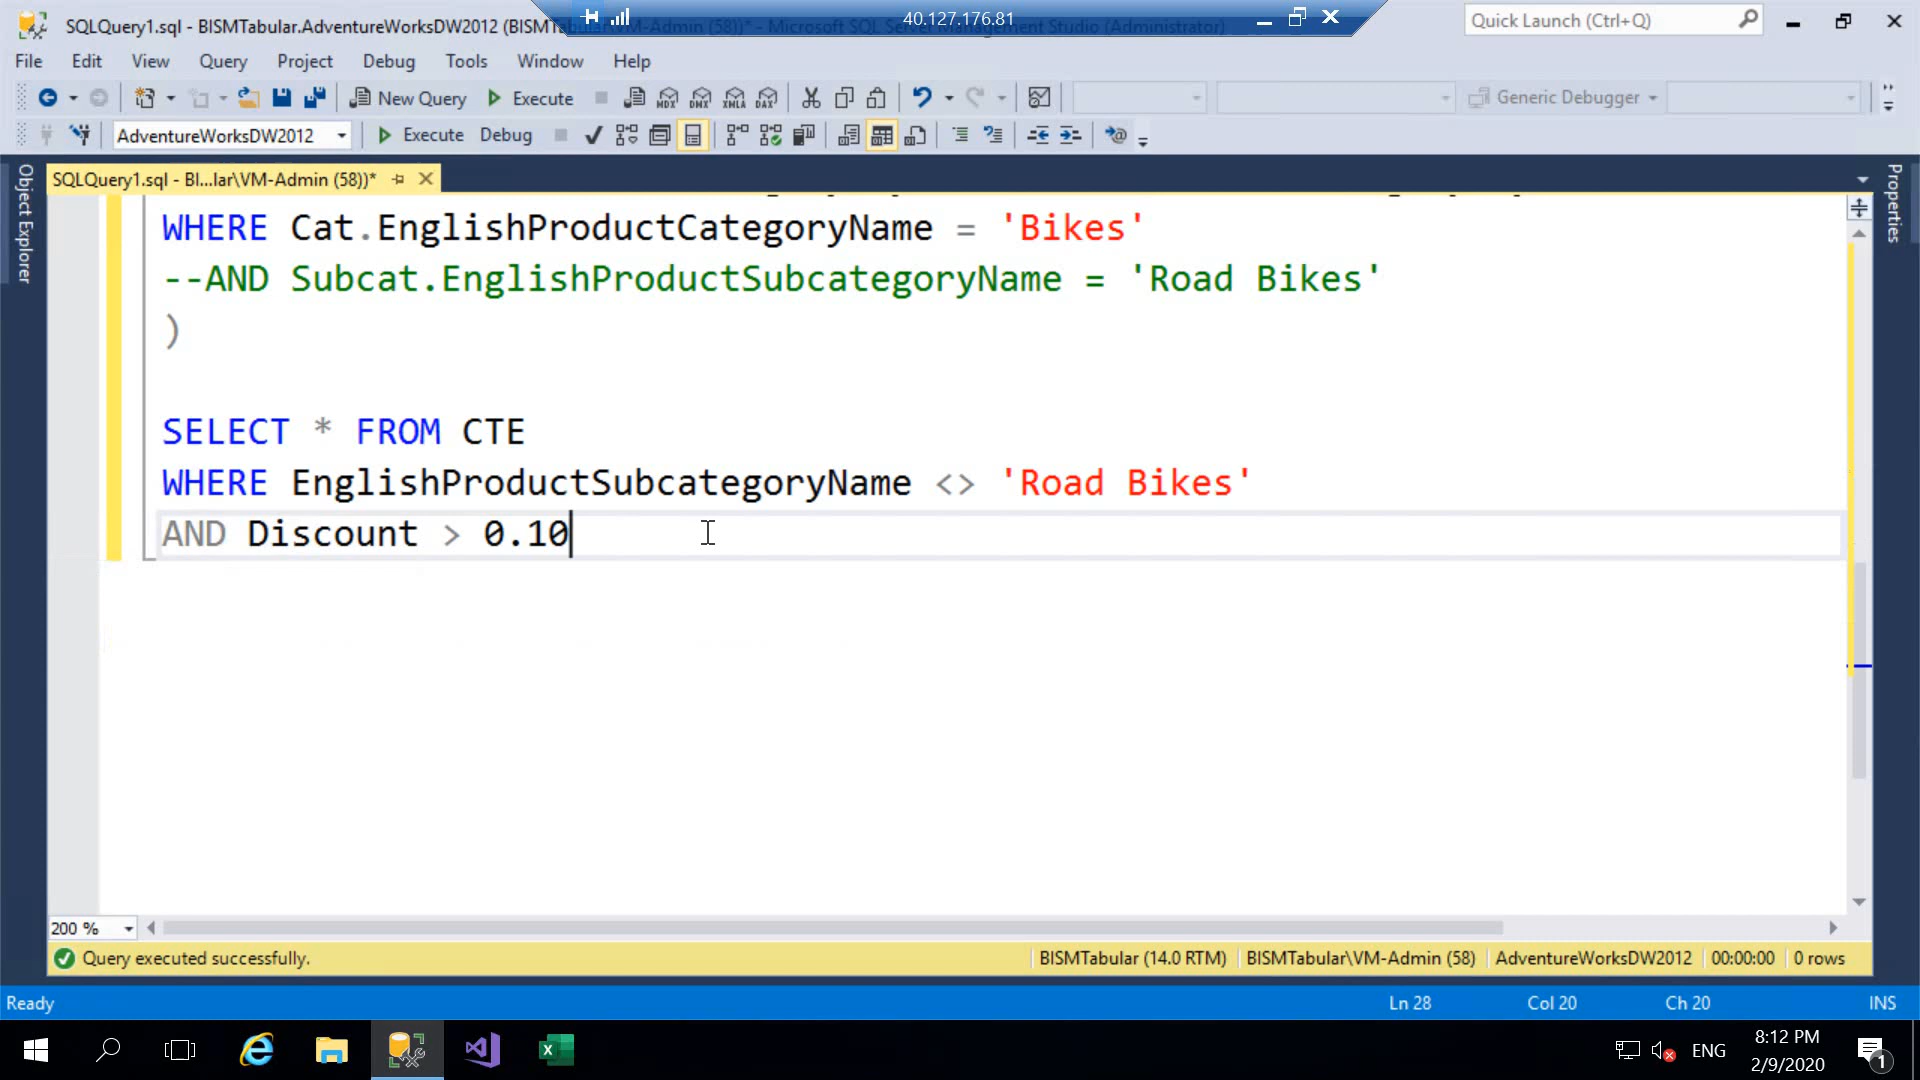 SQLQuery1.sql - BISMTabular.AdventureWorksDW2012 (BISMTabular\VM-Admin (58))* - Microsoft SQL Server Management Studio (Administrator)
40.127.176.81
Quick Launch (Ctrl+Q)
File Edit View Query Project Debug Tools Window Help
New Query Execute MDX DMX XMLA DAX Generic Debugger
AdventureWorksDW2012 Execute Debug
SQLQuery1.sql - BI...lar\VM-Admin (58))*
Object Explorer
Properties
WHERE Cat.EnglishProductCategoryName = 'Bikes'
--AND Subcat.EnglishProductSubcategoryName = 'Road Bikes'
)
SELECT * FROM CTE
WHERE EnglishProductSubcategoryName <> 'Road Bikes'
AND Discount > 0.10
200 %
Query executed successfully. BISMTabular (14.0 RTM) BISMTabular\VM-Admin (58) AdventureWorksDW2012 00:00:00 0 rows
Ready Ln 28 Col 20 Ch 20 INS
ENG
8:12 PM
2/9/2020
1